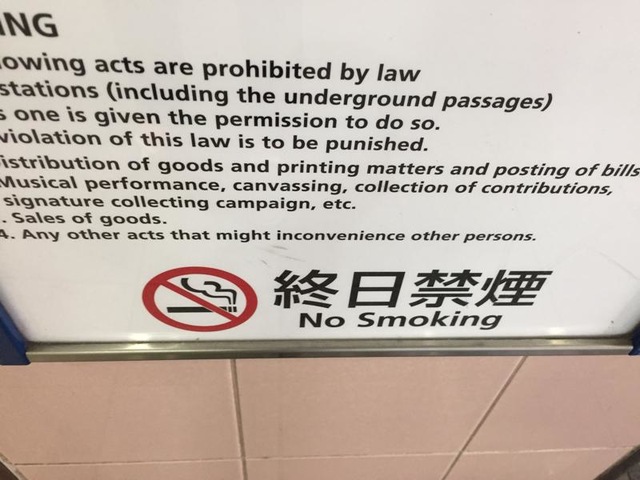 ING
owing acts are prohibited by law
stations (including the underground passages)
s one is given the permission to do so.
violation of this law is to be punished.
istribution of goods and printing matters and posting of bills
Musical performance, canvassing, collection of contributions,
signature collecting campaign, etc.
. Sales of goods.
4. Any other acts that might inconvenience other persons.
終日禁煙
No Smoking